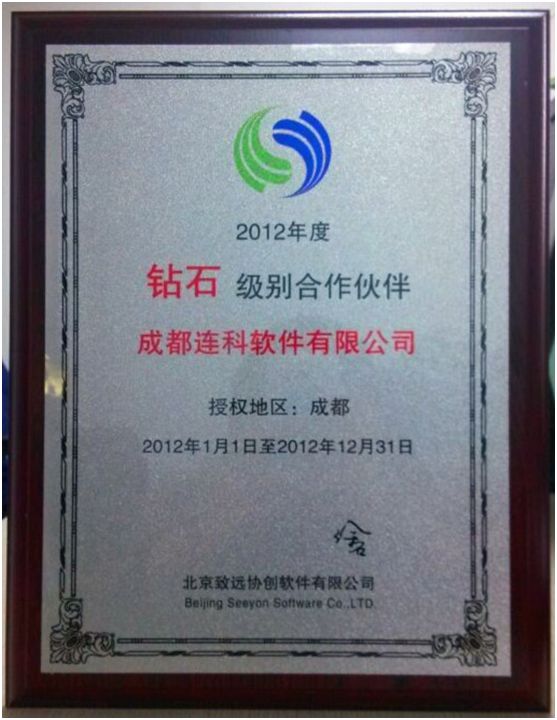 2012年度
钻石 级别合作伙伴
成都连科软件有限公司
授权地区：成都
2012年1月1日至2012年12月31日
北京致远协创软件有限公司
Beijing Seeyon Software Co.,LTD.